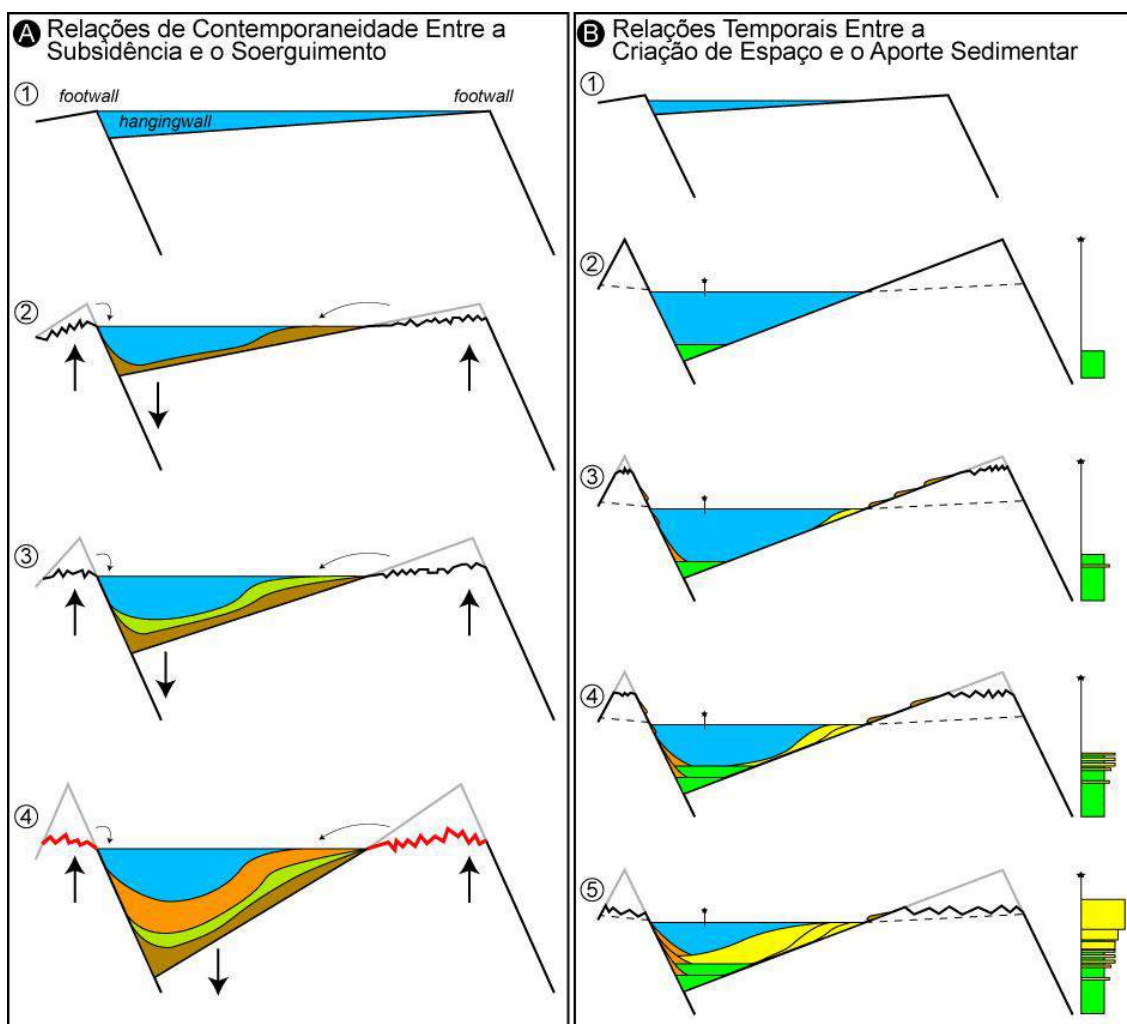 A Relações de Contemporaneidade Entre a
Subsidência e o Soerguimento
1
footwall
footwall
hangingwall
2
3
4
B Relações Temporais Entre a
Criação de Espaço e o Aporte Sedimentar
1
2
3
4
5